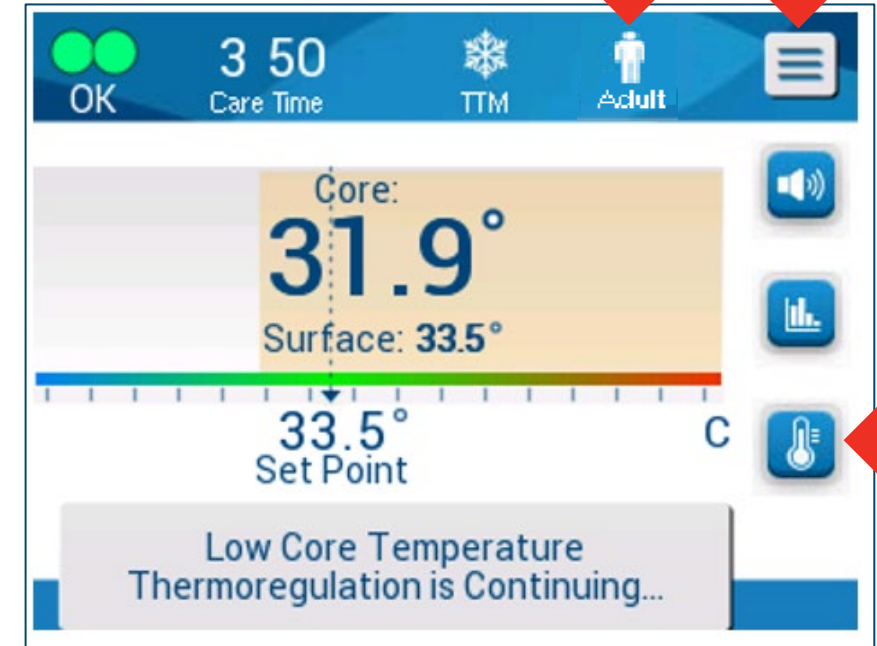 3 50
OK Care Time TTM Adult
Core:
31.9°
Surface: 33.5°
33.5° C
Set Point
Low Core Temperature
Thermoregulation is Continuing...